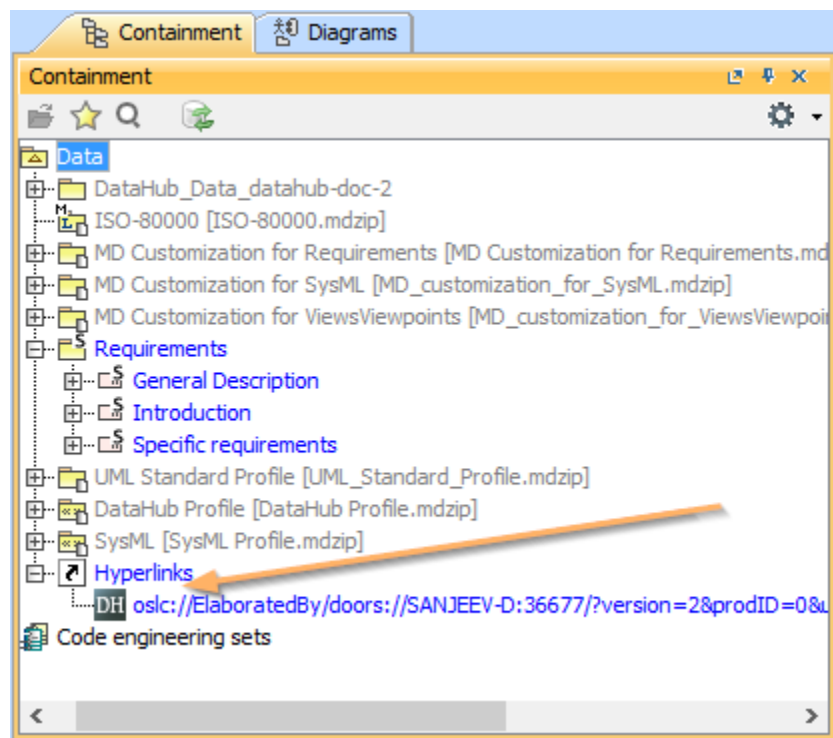 Containment Diagrams
Containment
Data
DataHub_Data_datahub-doc-2
ISO-80000 [ISO-80000.mdzip]
MD Customization for Requirements [MD Customization for Requirements.md
MD Customization for SysML [MD_customization_for_SysML.mdzip]
MD Customization for ViewsViewpoints [MD_customization_for_ViewsViewpoi
Requirements
General Description
Introduction
Specific requirements
UML Standard Profile [UML_Standard_Profile.mdzip]
DataHub Profile [DataHub Profile.mdzip]
SysML [SysML Profile.mdzip]
Hyperlinks
DH oslc://ElaboratedBy/doors://SANJEEV-D:36677/?version=2&prodID=0&u
Code engineering sets